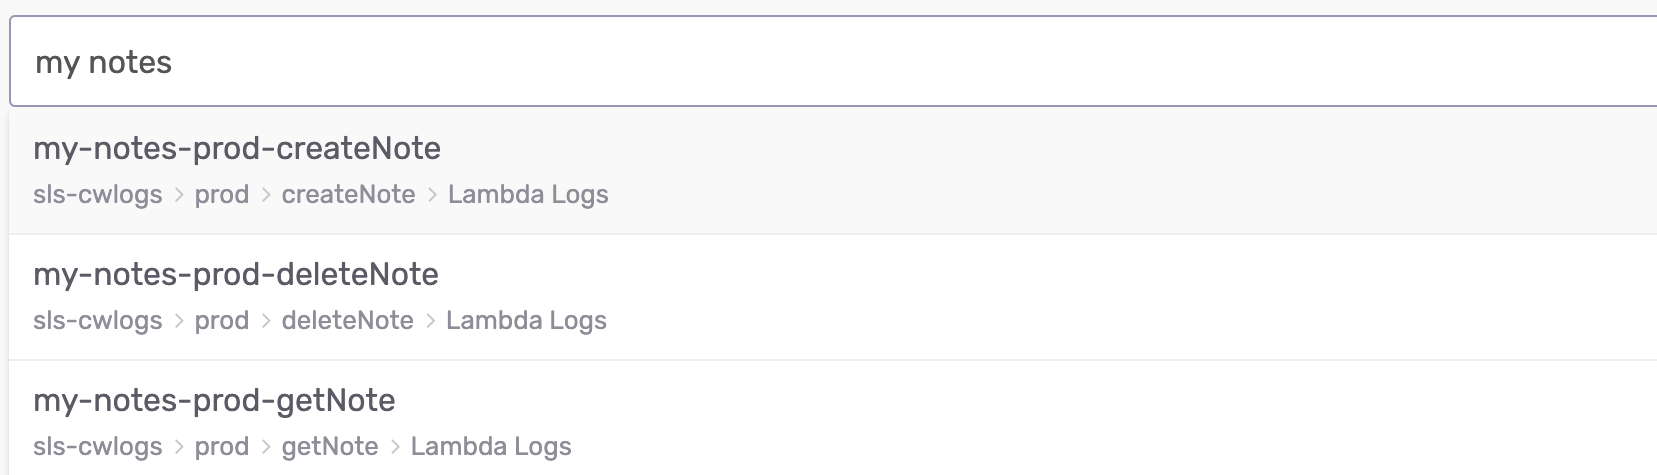 my notes
my-notes-prod-createNote
sls-cwlogs > prod > createNote > Lambda Logs
my-notes-prod-deleteNote
sls-cwlogs > prod > deleteNote > Lambda Logs
my-notes-prod-getNote
sls-cwlogs > prod > getNote > Lambda Logs